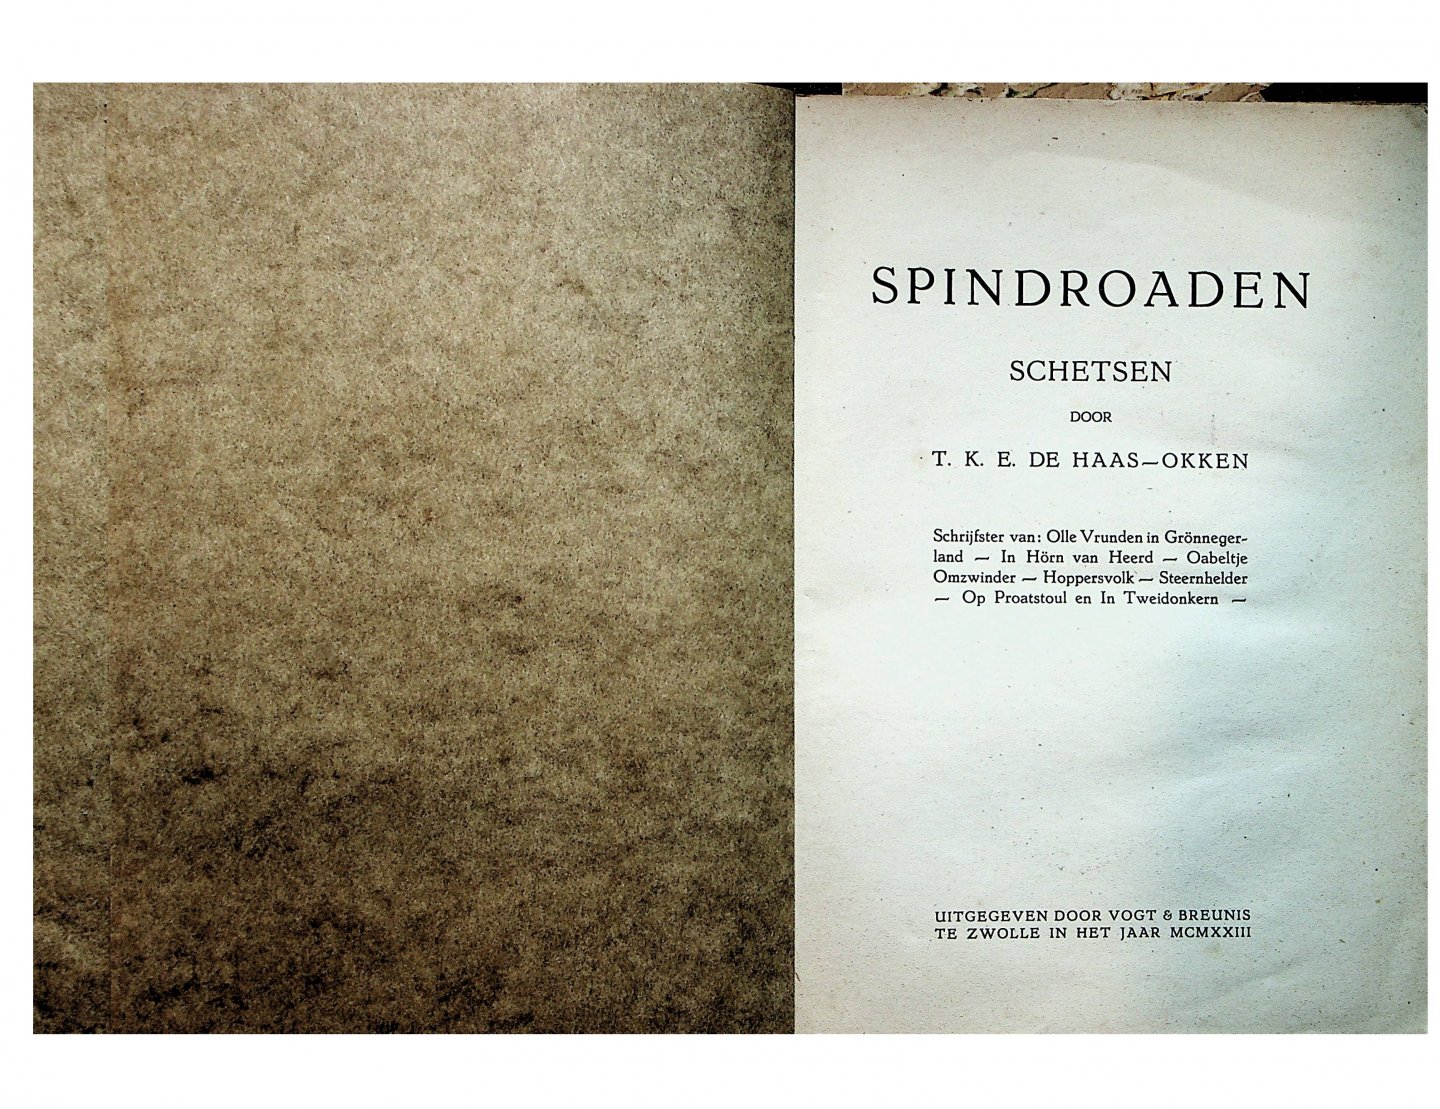 SPINDROADEN
SCHETSEN
DOOR
T. K. E. DE HAAS—OKKEN
Schrijfster van: Olle Vrunden in Grönneger-
land — In Hörn van Heerd — Oabeltje
Omzwinder — Hoppersvolk — Steernhelder
— Op Proatstoul en In Tweidonkern —
UITGEGEVEN DOOR VOGT & BREUNIS
TE ZWOLLE IN HET JAAR MCMXXIII